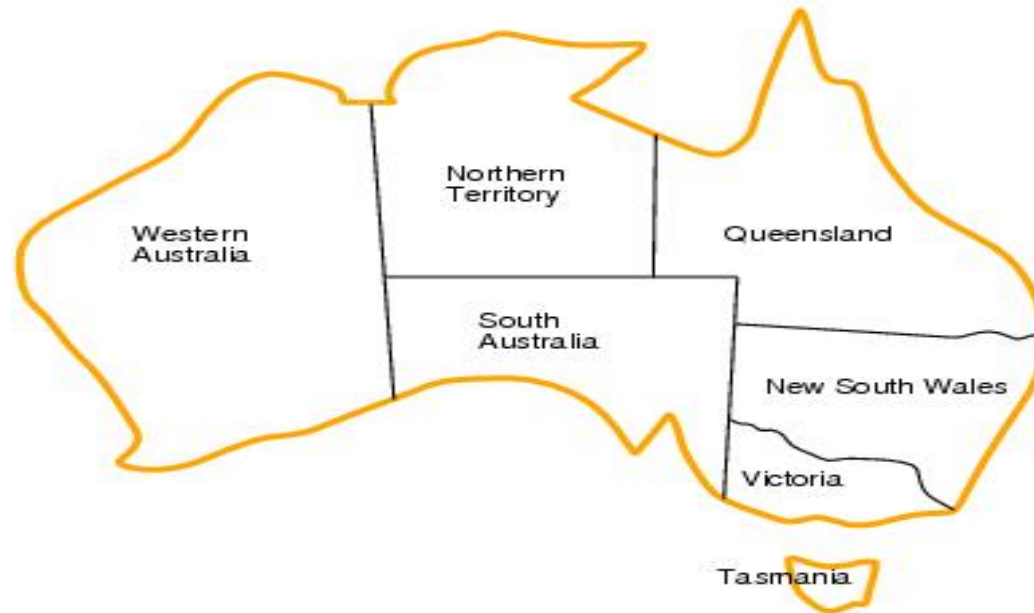 Northern
Territory
Western
Australia
Queensland
South
Australia
New South Wales
Victoria
Tasmania